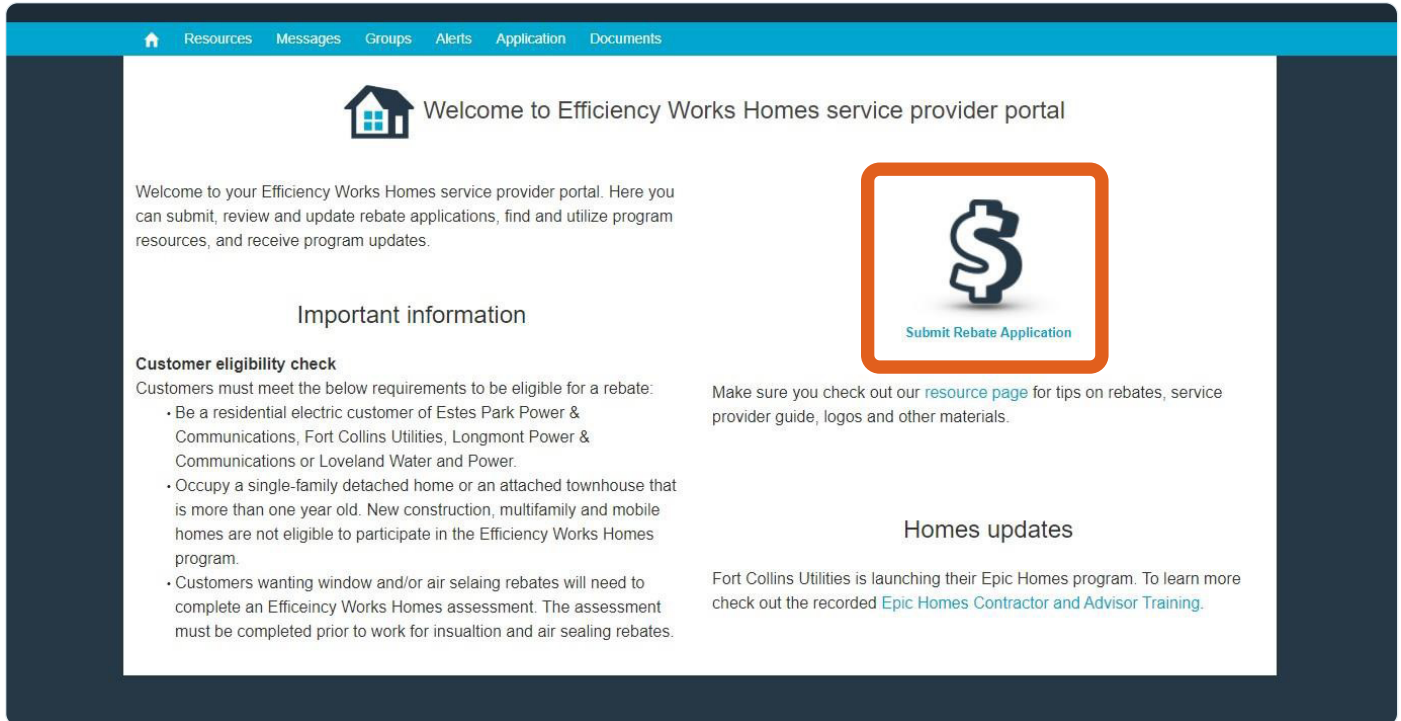 Resources Messages Groups Alerts Application Documents
Welcome to Efficiency Works Homes service provider portal
Welcome to your Efficiency Works Homes service provider portal. Here you
can submit, review and update rebate applications, find and utilize program
resources, and receive program updates.
Important information
Customer eligibility check
Customers must meet the below requirements to be eligible for a rebate:
• Be a residential electric customer of Estes Park Power &
Communications, Fort Collins Utilities, Longmont Power &
Communications or Loveland Water and Power.
• Occupy a single-family detached home or an attached townhouse that
is more than one year old. New construction, multifamily and mobile
homes are not eligible to participate in the Efficiency Works Homes
program.
• Customers wanting window and/or air selaing rebates will need to
complete an Efficeincy Works Homes assessment. The assessment
must be completed prior to work for insualtion and air sealing rebates.
$
Submit Rebate Application
Make sure you check out our resource page for tips on rebates, service
provider guide, logos and other materials.
Homes updates
Fort Collins Utilities is launching their Epic Homes program. To learn more
check out the recorded Epic Homes Contractor and Advisor Training.